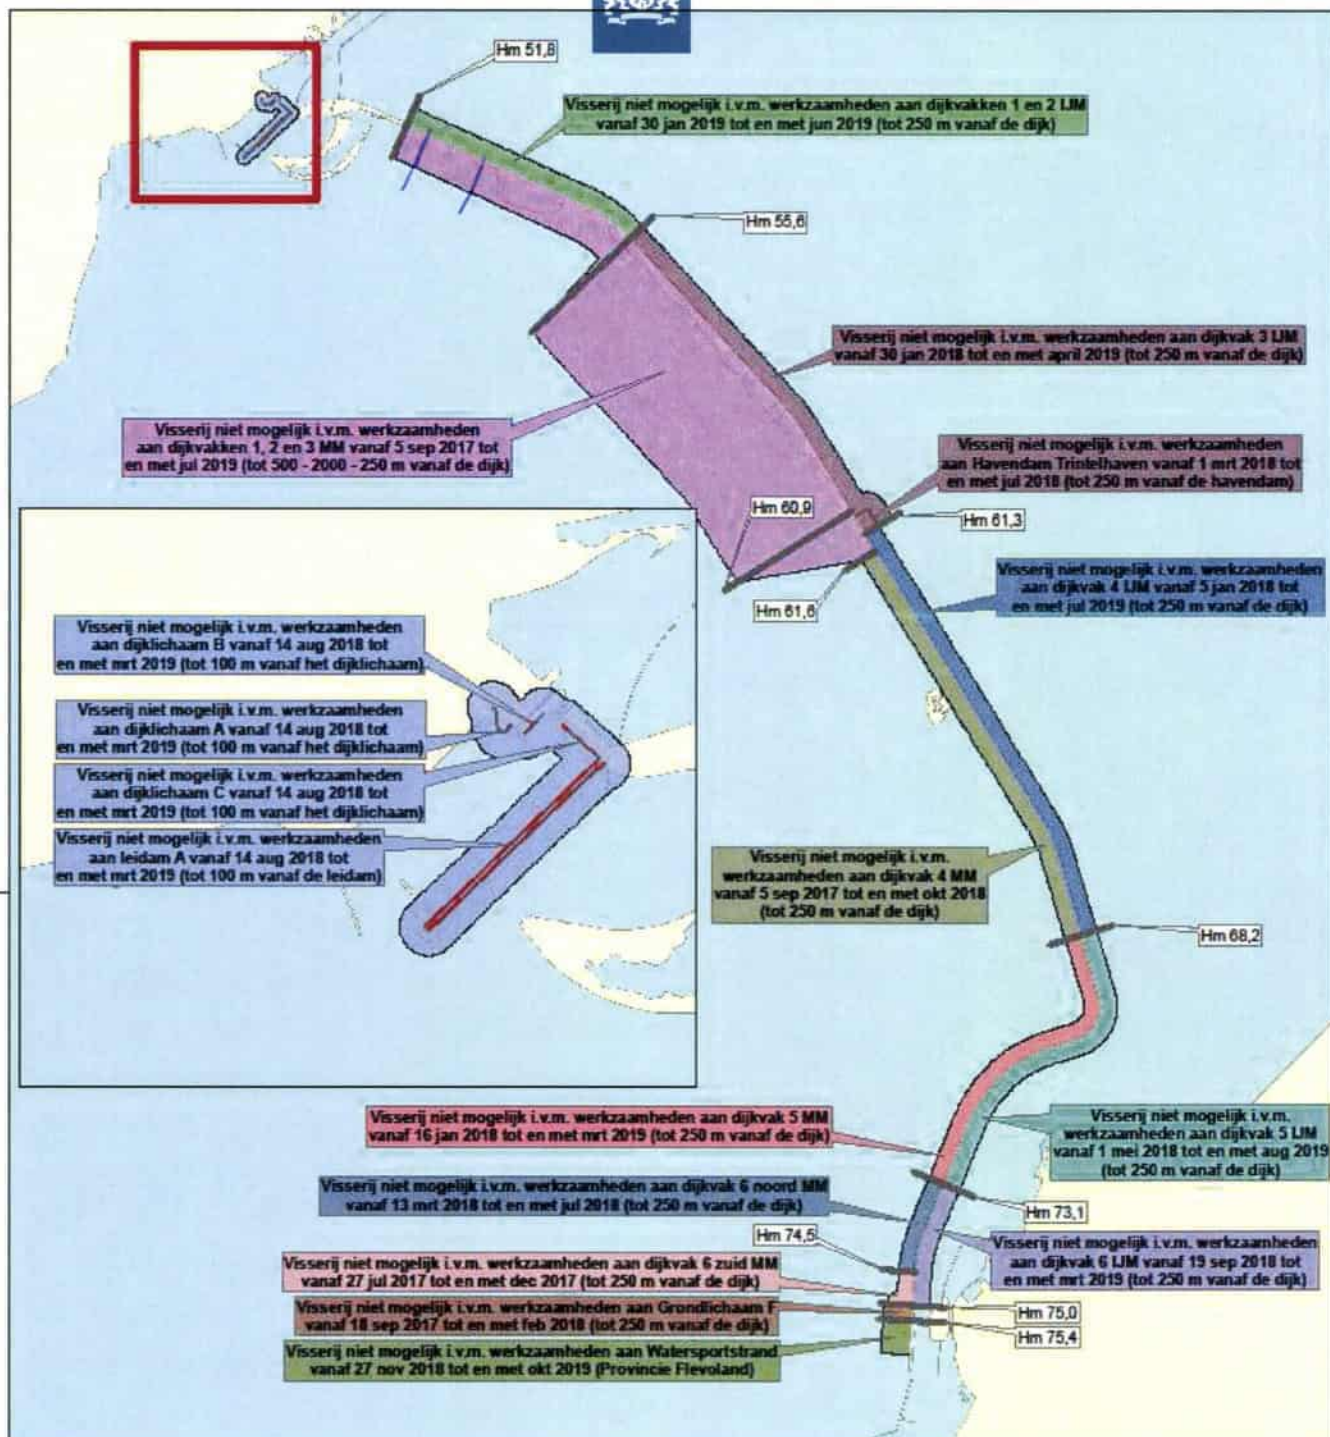 Hm 51,8
Visserij niet mogelijk i.v.m. werkzaamheden aan dijkvakken 1 en 2 IJM
vanaf 30 jan 2019 tot en met jun 2019 (tot 250 m vanaf de dijk)
Hm 55,6
Visserij niet mogelijk i.v.m. werkzaamheden aan dijkvak 3 IJM
vanaf 30 jan 2018 tot en met april 2019 (tot 250 m vanaf de dijk)
Visserij niet mogelijk i.v.m. werkzaamheden
aan dijkvakken 1, 2 en 3 MM vanaf 5 sep 2017 tot
en met jul 2019 (tot 500 - 2000 - 250 m vanaf de dijk)
Visserij niet mogelijk i.v.m. werkzaamheden
aan Havendam Trintelhaven vanaf 1 mrt 2018 tot
en met jul 2018 (tot 250 m vanaf de havendam)
Hm 60,9
Hm 61,3
Visserij niet mogelijk i.v.m. werkzaamheden
aan dijkvak 4 IJM vanaf 5 jan 2018 tot
en met jul 2019 (tot 250 m vanaf de dijk)
Hm 61,6
Visserij niet mogelijk i.v.m. werkzaamheden
aan dijklichaam B vanaf 14 aug 2018 tot
en met mrt 2019 (tot 100 m vanaf het dijklichaam)
Visserij niet mogelijk i.v.m. werkzaamheden
aan dijklichaam A vanaf 14 aug 2018 tot
en met mrt 2019 (tot 100 m vanaf het dijklichaam)
Visserij niet mogelijk i.v.m. werkzaamheden
aan dijklichaam C vanaf 14 aug 2018 tot
en met mrt 2019 (tot 100 m vanaf het dijklichaam)
Visserij niet mogelijk i.v.m. werkzaamheden
aan leidam A vanaf 14 aug 2018 tot
en met mrt 2019 (tot 100 m vanaf de leidam)
Visserij niet mogelijk i.v.m.
werkzaamheden aan dijkvak 4 MM
vanaf 5 sep 2017 tot en met okt 2018
(tot 250 m vanaf de dijk)
Hm 68,2
Visserij niet mogelijk i.v.m. werkzaamheden aan dijkvak 5 MM
vanaf 16 jan 2018 tot en met mrt 2019 (tot 250 m vanaf de dijk)
Visserij niet mogelijk i.v.m.
werkzaamheden aan dijkvak 5 IJM
vanaf 1 mei 2018 tot en met aug 2019
(tot 250 m vanaf de dijk)
Visserij niet mogelijk i.v.m. werkzaamheden aan dijkvak 6 noord MM
vanaf 13 mrt 2018 tot en met jul 2018 (tot 250 m vanaf de dijk)
Hm 73,1
Hm 74,5
Visserij niet mogelijk i.v.m. werkzaamheden
aan dijkvak 6 IJM vanaf 19 sep 2018 tot
en met mrt 2019 (tot 250 m vanaf de dijk)
Visserij niet mogelijk i.v.m. werkzaamheden aan dijkvak 6 zuid MM
vanaf 27 jul 2017 tot en met dec 2017 (tot 250 m vanaf de dijk)
Visserij niet mogelijk i.v.m. werkzaamheden aan Grondlichaam F
vanaf 18 sep 2017 tot en met feb 2018 (tot 250 m vanaf de dijk)
Hm 75,0
Hm 75,4
Visserij niet mogelijk i.v.m. werkzaamheden aan Watersportstrand
vanaf 27 nov 2018 tot en met okt 2019 (Provincie Flevoland)